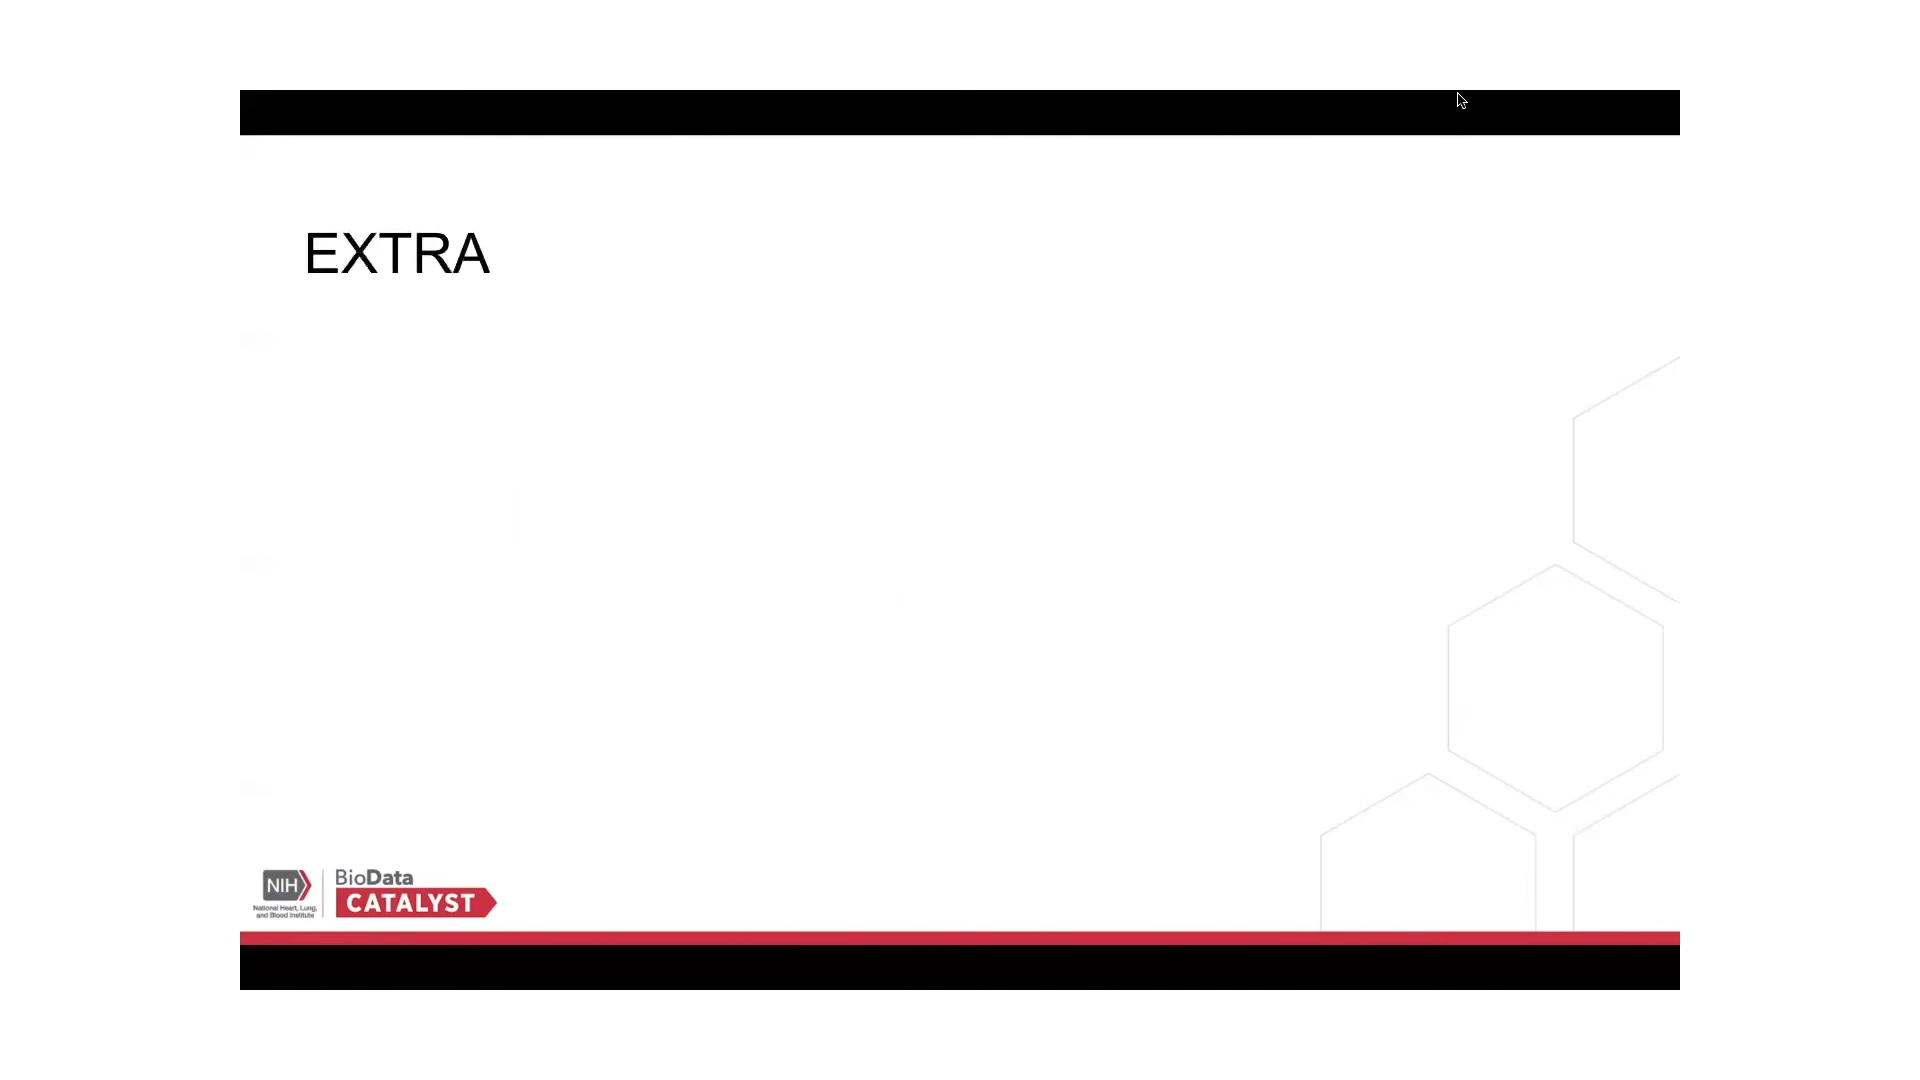 EXTRA
NIH
National Heart, Lung,
and Blood Institute
BioData
CATALYST